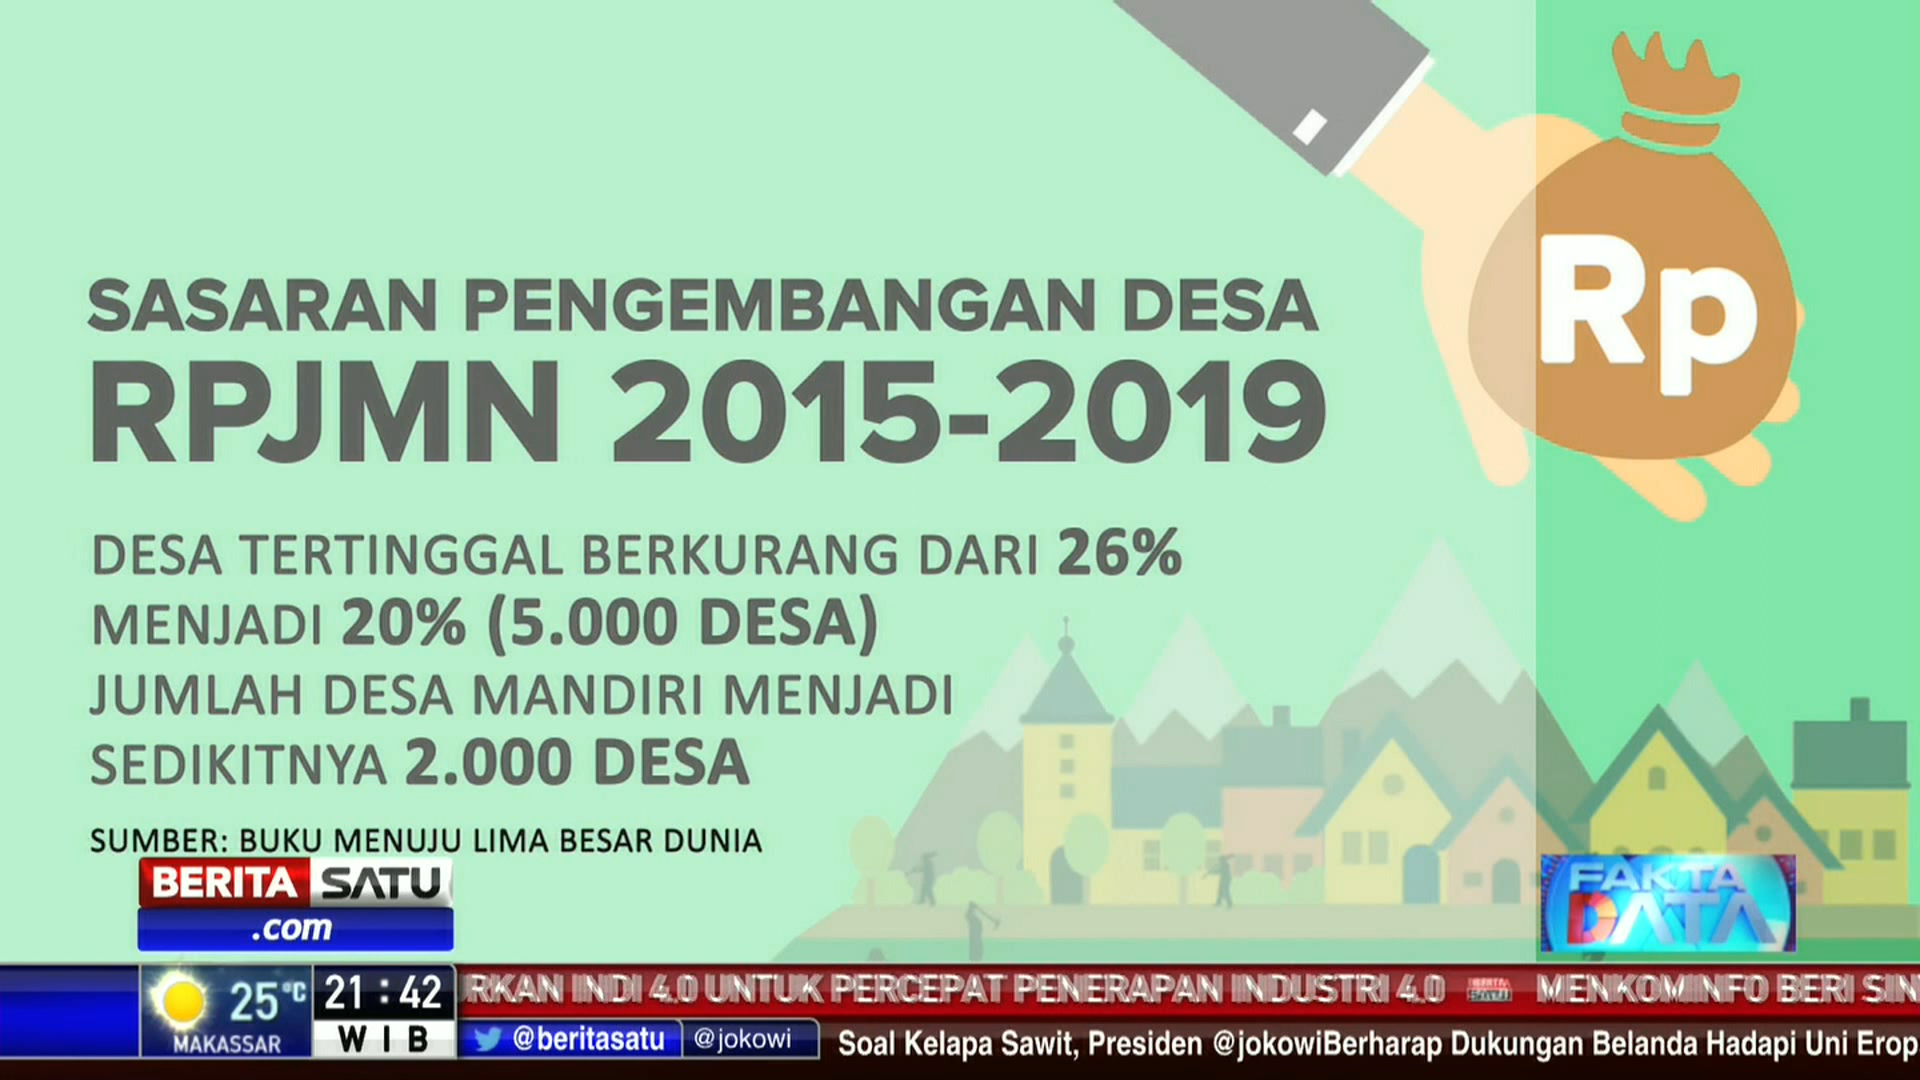 Rp
SASARAN PENGEMBANGAN DESA
RPJMN 2015-2019
DESA TERTINGGAL BERKURANG DARI 26%
MENJADI 20% (5.000 DESA)
JUMLAH DESA MANDIRI MENJADI
SEDIKITNYA 2.000 DESA
SUMBER: BUKU MENUJU LIMA BESAR DUNIA
BERITA SATU
.com
FAKTA
DATA
25°C
MAKASSAR
21:42
WIB
RKAN INDI 4.0 UNTUK PERCEPAT PENERAPAN INDUSTRI 4.0 BERITA SATU MENKOMINFO BERI SIN
@beritasatu @jokowi Soal Kelapa Sawit, Presiden @jokowiBerharap Dukungan Belanda Hadapi Uni Erop